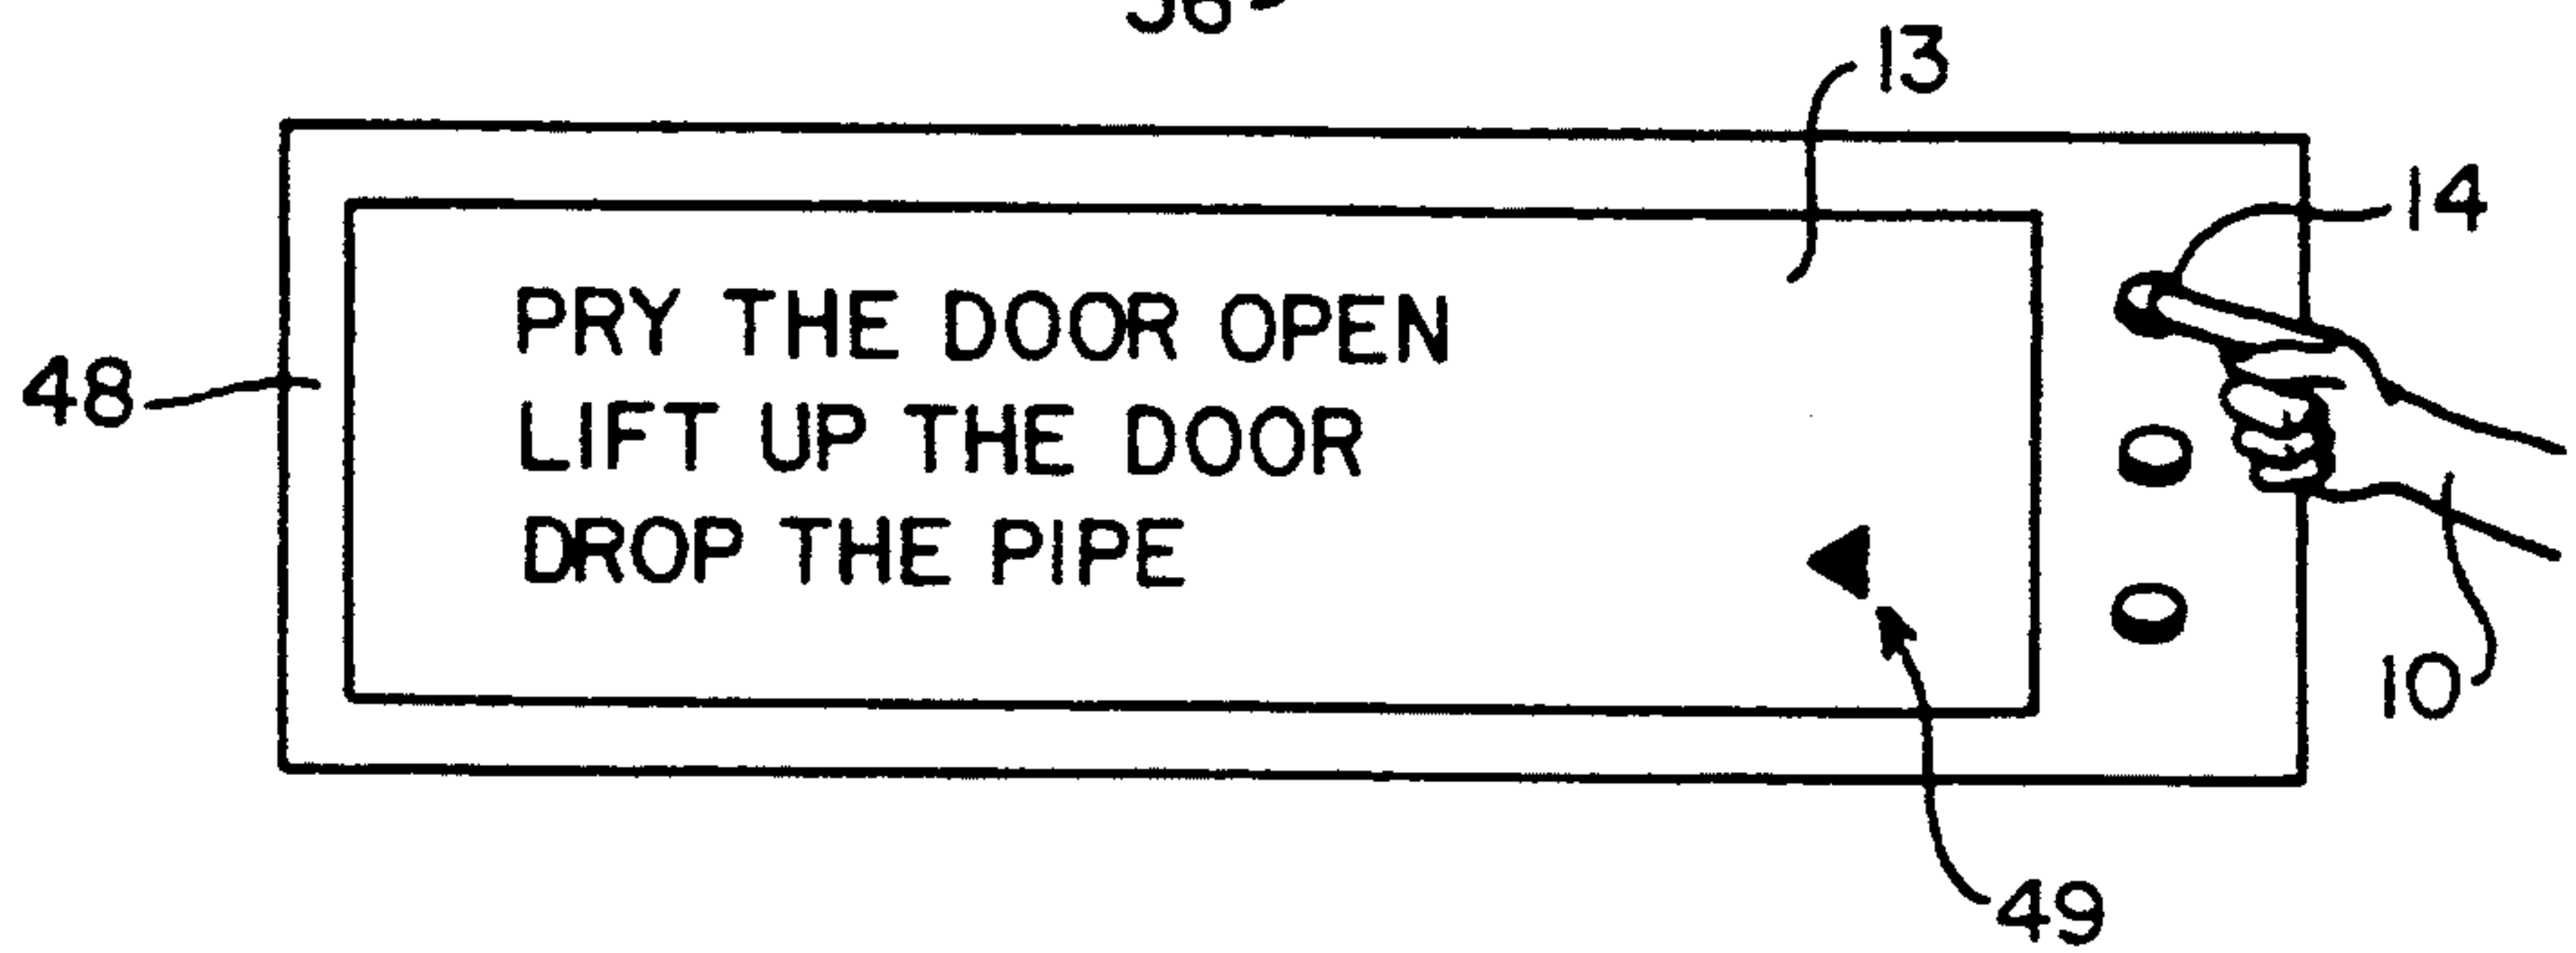 13
14
PRY THE DOOR OPEN
48
LIFT UP THE DOOR
DROP THE PIPE
10
49